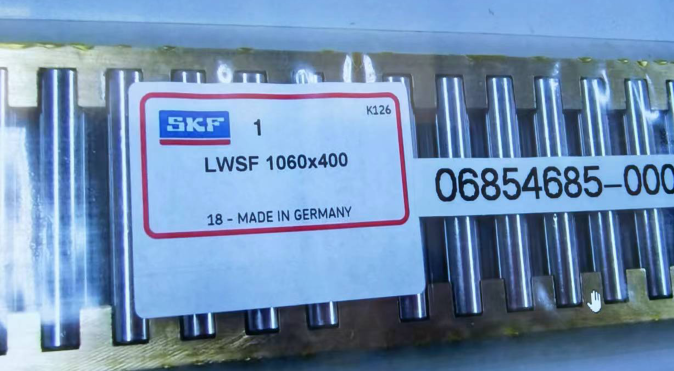 K126
SKF 1
LWSF 1060x400
18 - MADE IN GERMANY
06854685-000